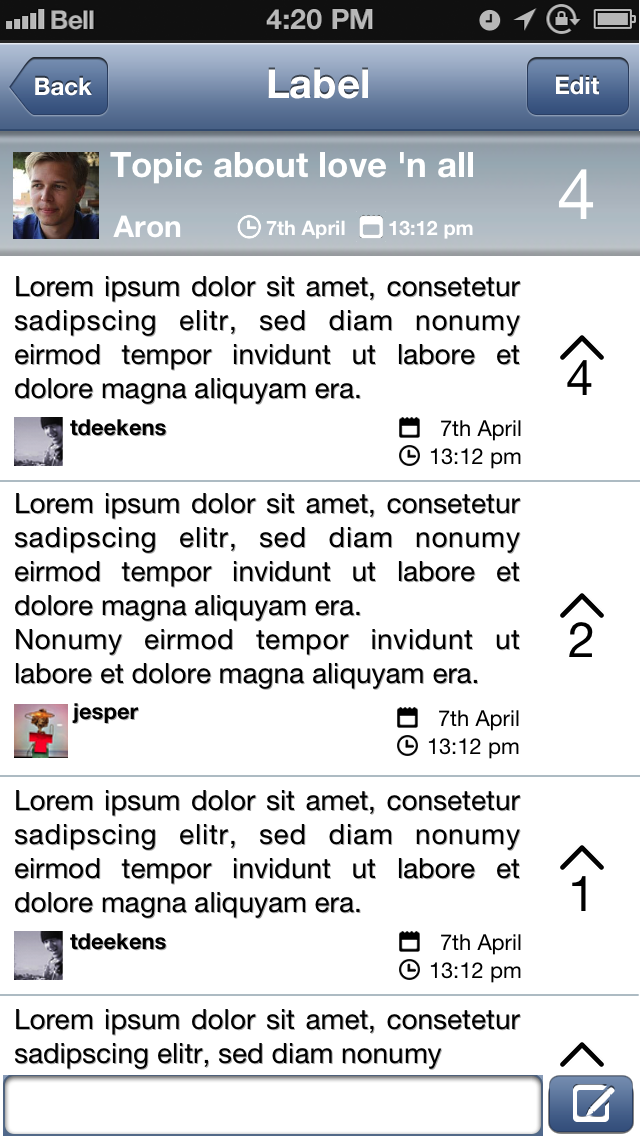 Bell 4:20 PM
Back Label Edit
Topic about love 'n all
4
Aron 7th April 13:12 pm
Lorem ipsum dolor sit amet, consetetur
sadipscing elitr, sed diam nonumy
eirmod tempor invidunt ut labore et
dolore magna aliquyam era.
4
tdeekens 7th April
13:12 pm
Lorem ipsum dolor sit amet, consetetur
sadipscing elitr, sed diam nonumy
eirmod tempor invidunt ut labore et
dolore magna aliquyam era.
Nonumy eirmod tempor invidunt ut
labore et dolore magna aliquyam era.
2
jesper 7th April
13:12 pm
Lorem ipsum dolor sit amet, consetetur
sadipscing elitr, sed diam nonumy
eirmod tempor invidunt ut labore et
dolore magna aliquyam era.
1
tdeekens 7th April
13:12 pm
Lorem ipsum dolor sit amet, consetetur
sadipscing elitr, sed diam nonumy